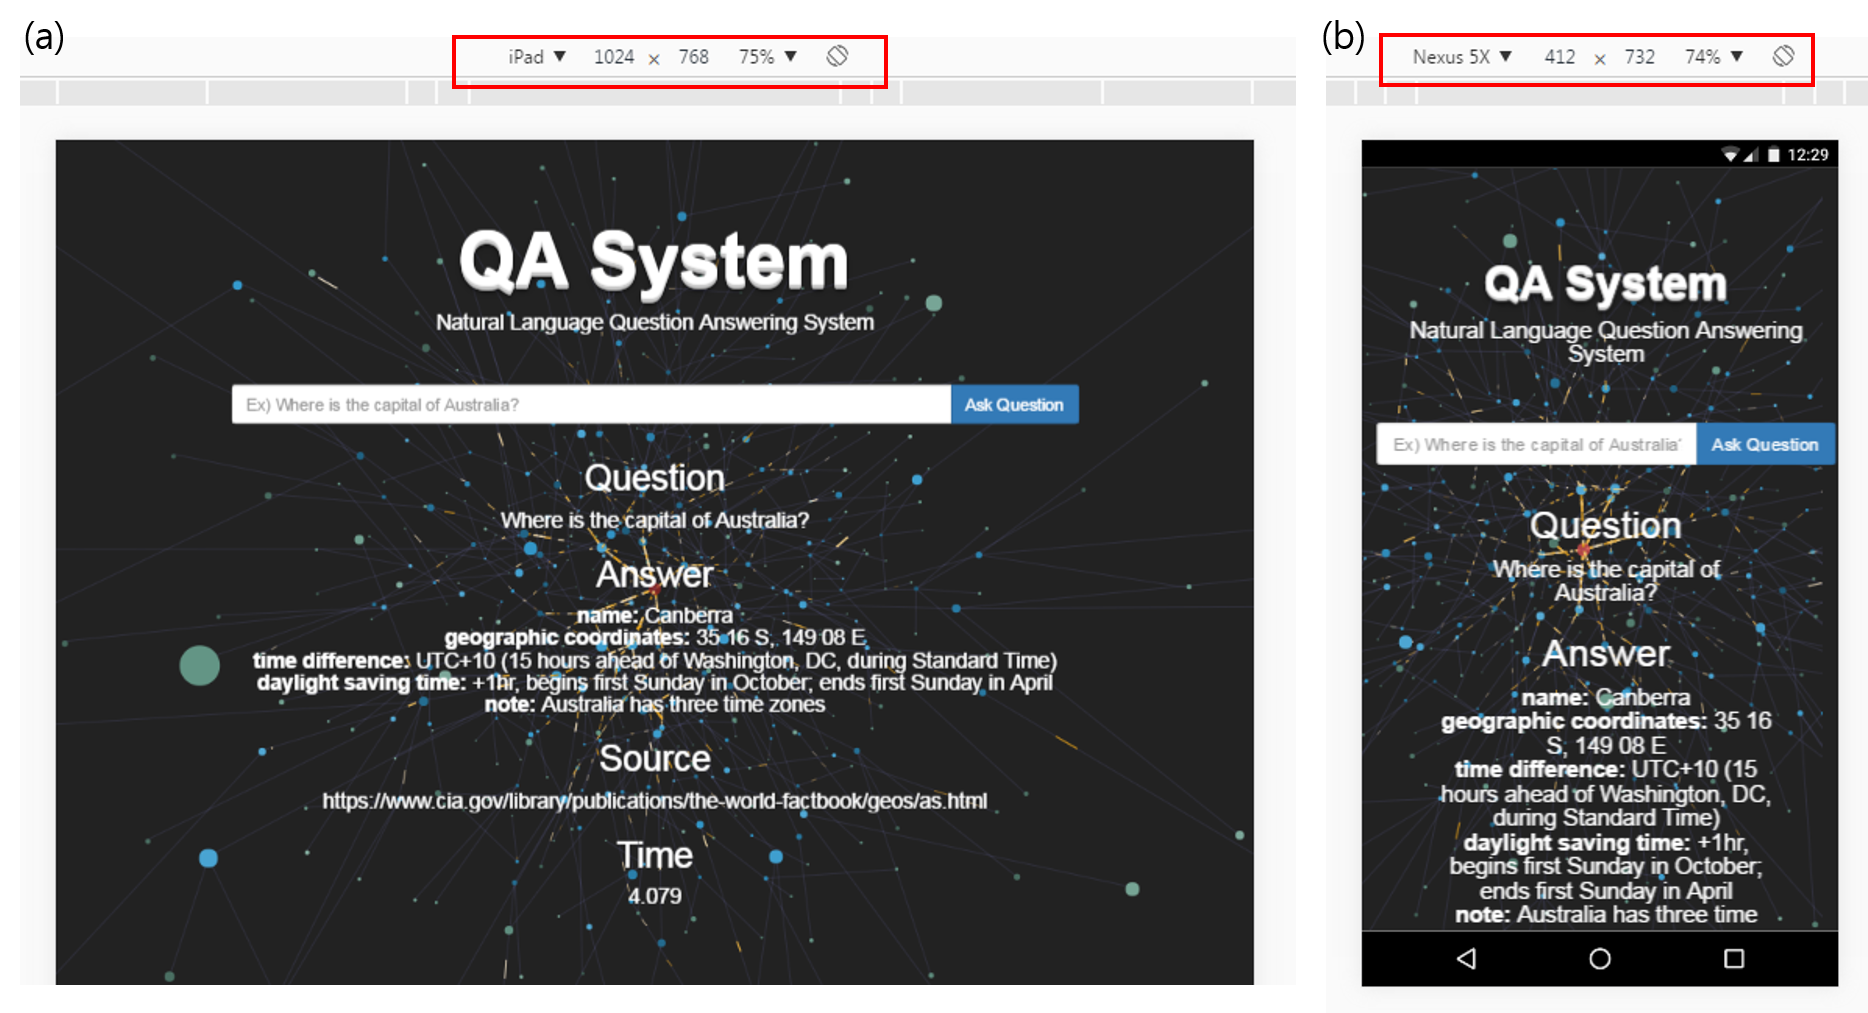 (a)
iPad ▼ 1024 × 768 75% ▼
QA System
Natural Language Question Answering System
Ex) Where is the capital of Australia? Ask Question
Question
Where is the capital of Australia?
Answer
name: Canberra
geographic coordinates: 35 16 S, 149 08 E
time difference: UTC+10 (15 hours ahead of Washington, DC, during Standard Time)
daylight saving time: +1hr, begins first Sunday in October; ends first Sunday in April
note: Australia has three time zones
Source
https://www.cia.gov/library/publications/the-world-factbook/geos/as.html
Time
4.079
(b)
Nexus 5X ▼ 412 × 732 74% ▼
12:29
QA System
Natural Language Question Answering
System
Ex) Where is the capital of Australia? Ask Question
Question
Where is the capital of
Australia?
Answer
name: Canberra
geographic coordinates: 35 16
S, 149 08 E
time difference: UTC+10 (15
hours ahead of Washington, DC,
during Standard Time)
daylight saving time: +1hr,
begins first Sunday in October;
ends first Sunday in April
note: Australia has three time